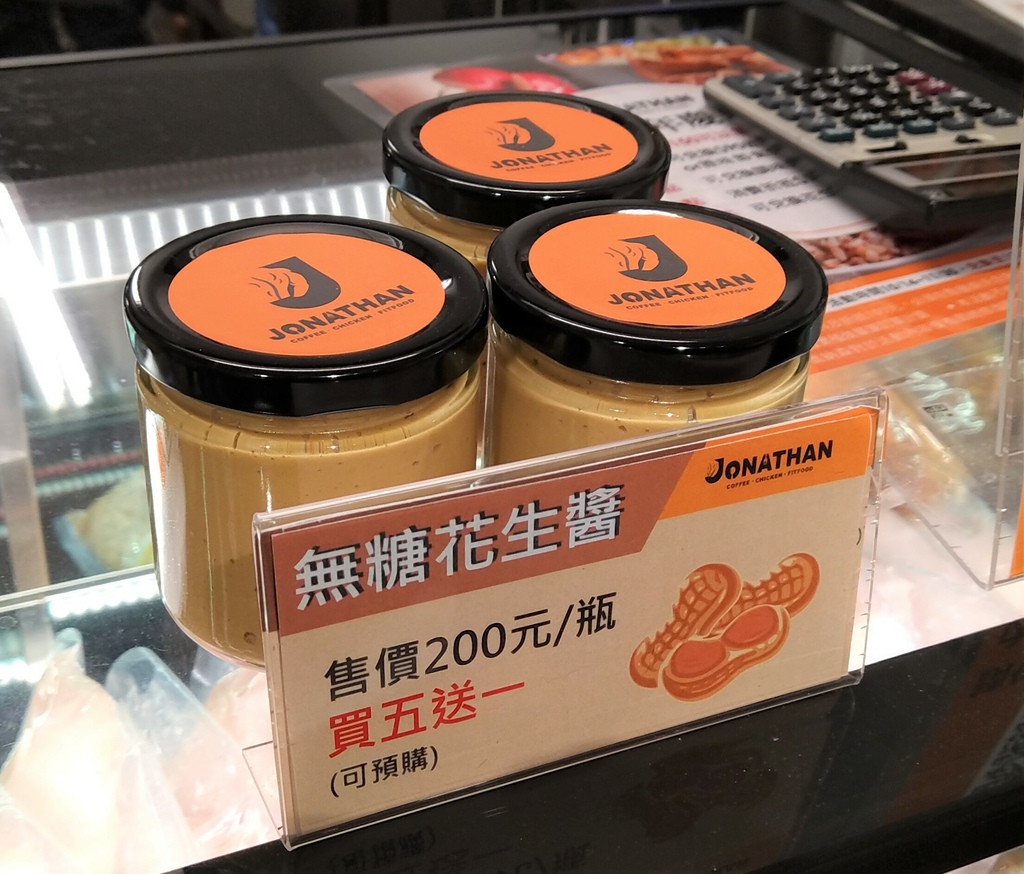 JONATHAN
COFFEE CHICKEN FITFOOD
JONATHAN
COFFEE CHICKEN FITFOOD
JONATHAN
COFFEE CHICKEN FITFOOD
JONATHAN
COFFEE · CHICKEN · FITFOOD
無糖花生醬
售價200元/瓶
買五送一
(可預購)